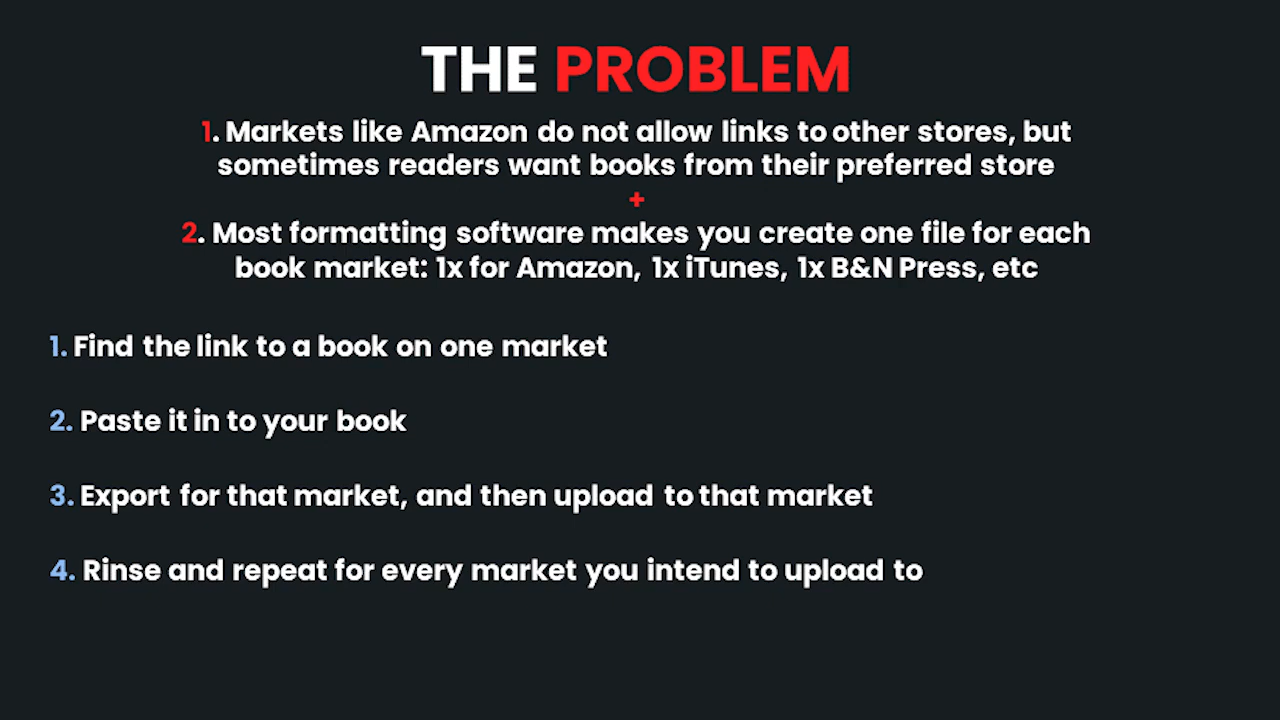 THE PROBLEM
1. Markets like Amazon do not allow links to other stores, but
sometimes readers want books from their preferred store
+
2. Most formatting software makes you create one file for each
book market: 1x for Amazon, 1x iTunes, 1x B&N Press, etc
1. Find the link to a book on one market
2. Paste it in to your book
3. Export for that market, and then upload to that market
4. Rinse and repeat for every market you intend to upload to